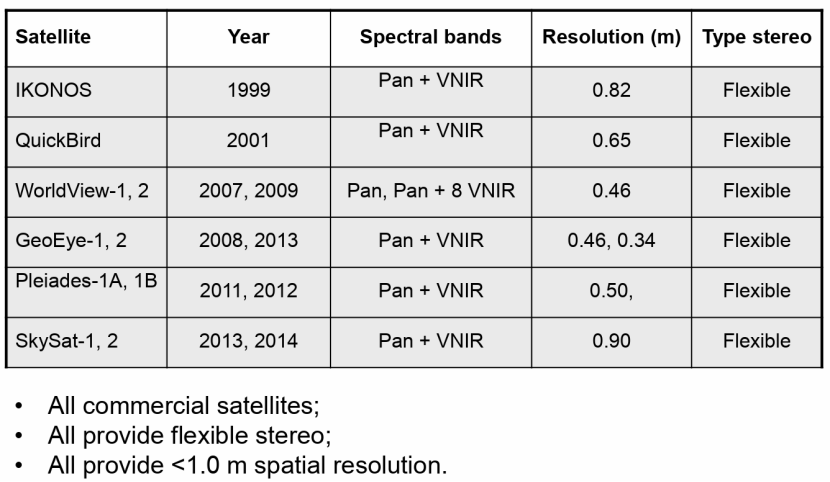 Satellite Year Spectral bands Resolution (m) Type stereo
IKONOS 1999 Pan + VNIR 0.82 Flexible
QuickBird 2001 Pan + VNIR 0.65 Flexible
WorldView-1, 2 2007, 2009 Pan, Pan + 8 VNIR 0.46 Flexible
GeoEye-1, 2 2008, 2013 Pan + VNIR 0.46, 0.34 Flexible
Pleiades-1A, 1B 2011, 2012 Pan + VNIR 0.50, Flexible
SkySat-1, 2 2013, 2014 Pan + VNIR 0.90 Flexible
• All commercial satellites;
• All provide flexible stereo;
• All provide <1.0 m spatial resolution.